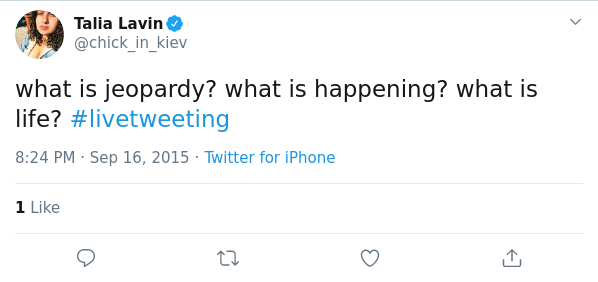 Talia Lavin
@chick_in_kiev
what is jeopardy? what is happening? what is
life? #livetweeting
8:24 PM · Sep 16, 2015 · Twitter for iPhone
1 Like